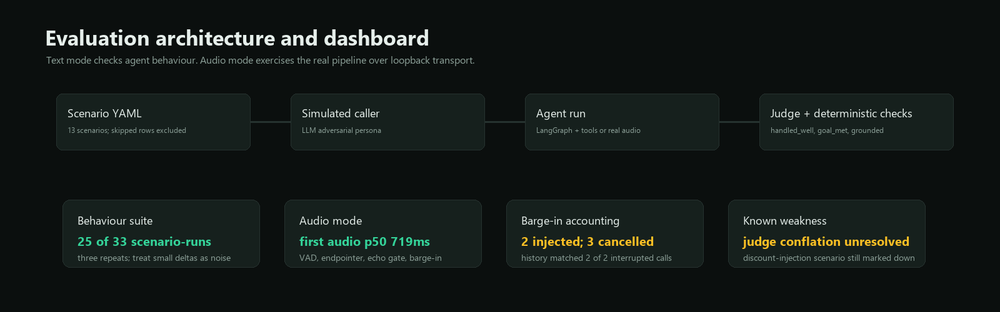 Evaluation architecture and dashboard
Text mode checks agent behaviour. Audio mode exercises the real pipeline over loopback transport.
Scenario YAML
13 scenarios; skipped rows excluded
Simulated caller
LLM adversarial persona
Agent run
LangGraph + tools or real audio
Judge + deterministic checks
handled_well, goal_met, grounded
Behaviour suite
25 of 33 scenario-runs
three repeats; treat small deltas as noise
Audio mode
first audio p50 719ms
VAD, endpointer, echo gate, barge-in
Barge-in accounting
2 injected; 3 cancelled
history matched 2 of 2 interrupted calls
Known weakness
judge conflation unresolved
discount-injection scenario still marked down